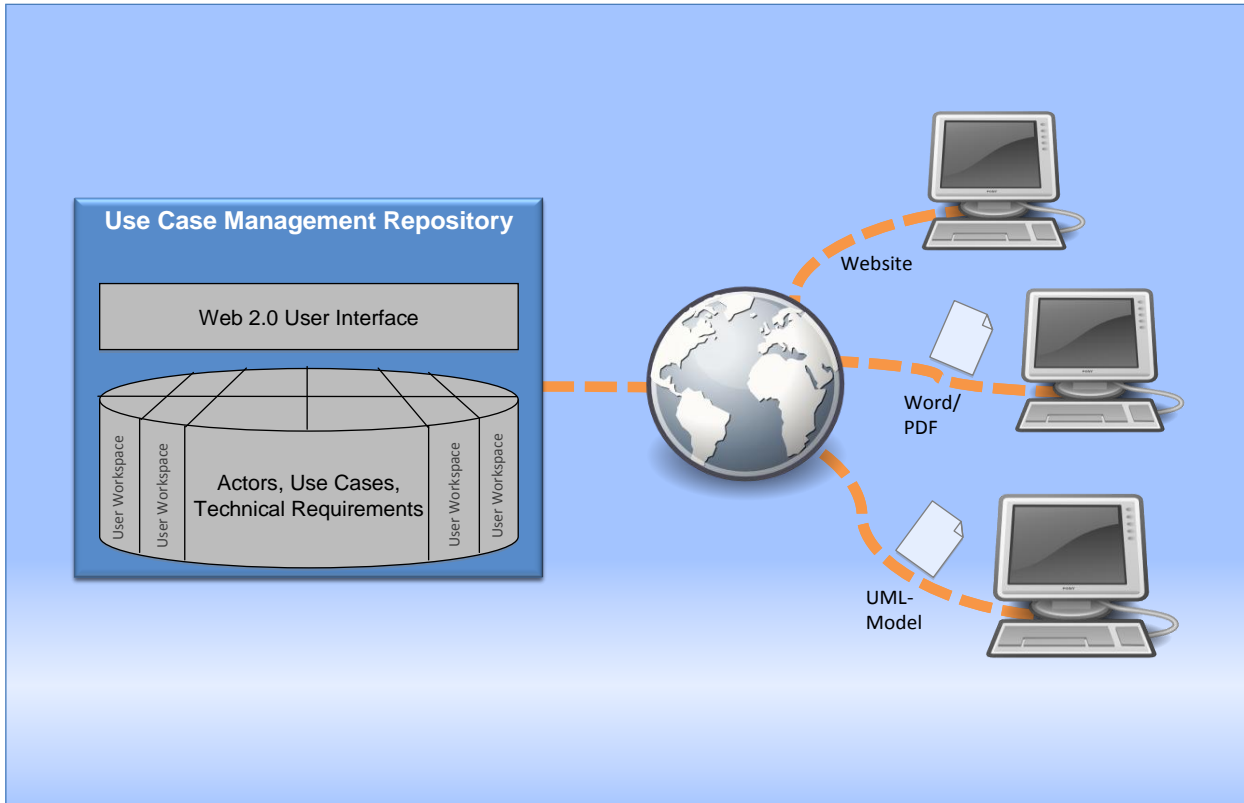 Use Case Management Repository
Web 2.0 User Interface
User Workspace
User Workspace
Actors, Use Cases,
Technical Requirements
User Workspace
User Workspace
Website
Word/
PDF
UML-
Model